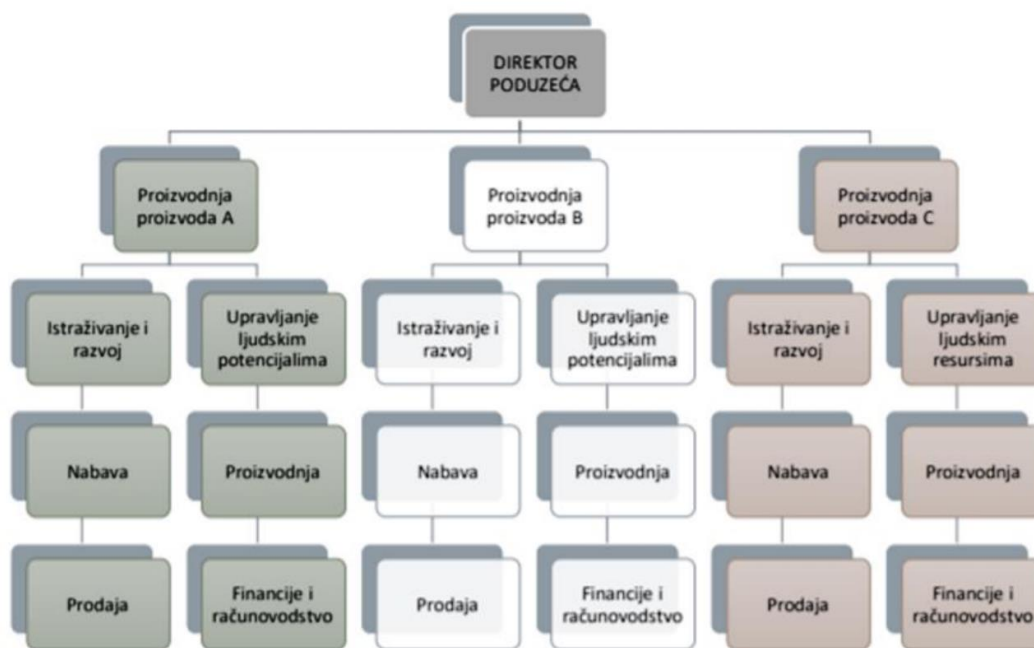 DIREKTOR
PODUZEĆA
Proizvodnja
proizvoda A
Proizvodnja
proizvoda B
Proizvodnja
proizvoda C
Istraživanje i
razvoj
Upravljanje
ljudskim
potencijalima
Istraživanje i
razvoj
Upravljanje
ljudskim
potencijalima
Istraživanje i
razvoj
Upravljanje
ljudskim
resursima
Nabava
Proizvodnja
Nabava
Proizvodnja
Nabava
Proizvodnja
Prodaja
Financije i
računovodstvo
Prodaja
Financije i
računovodstvo
Prodaja
Financije i
računovodstvo